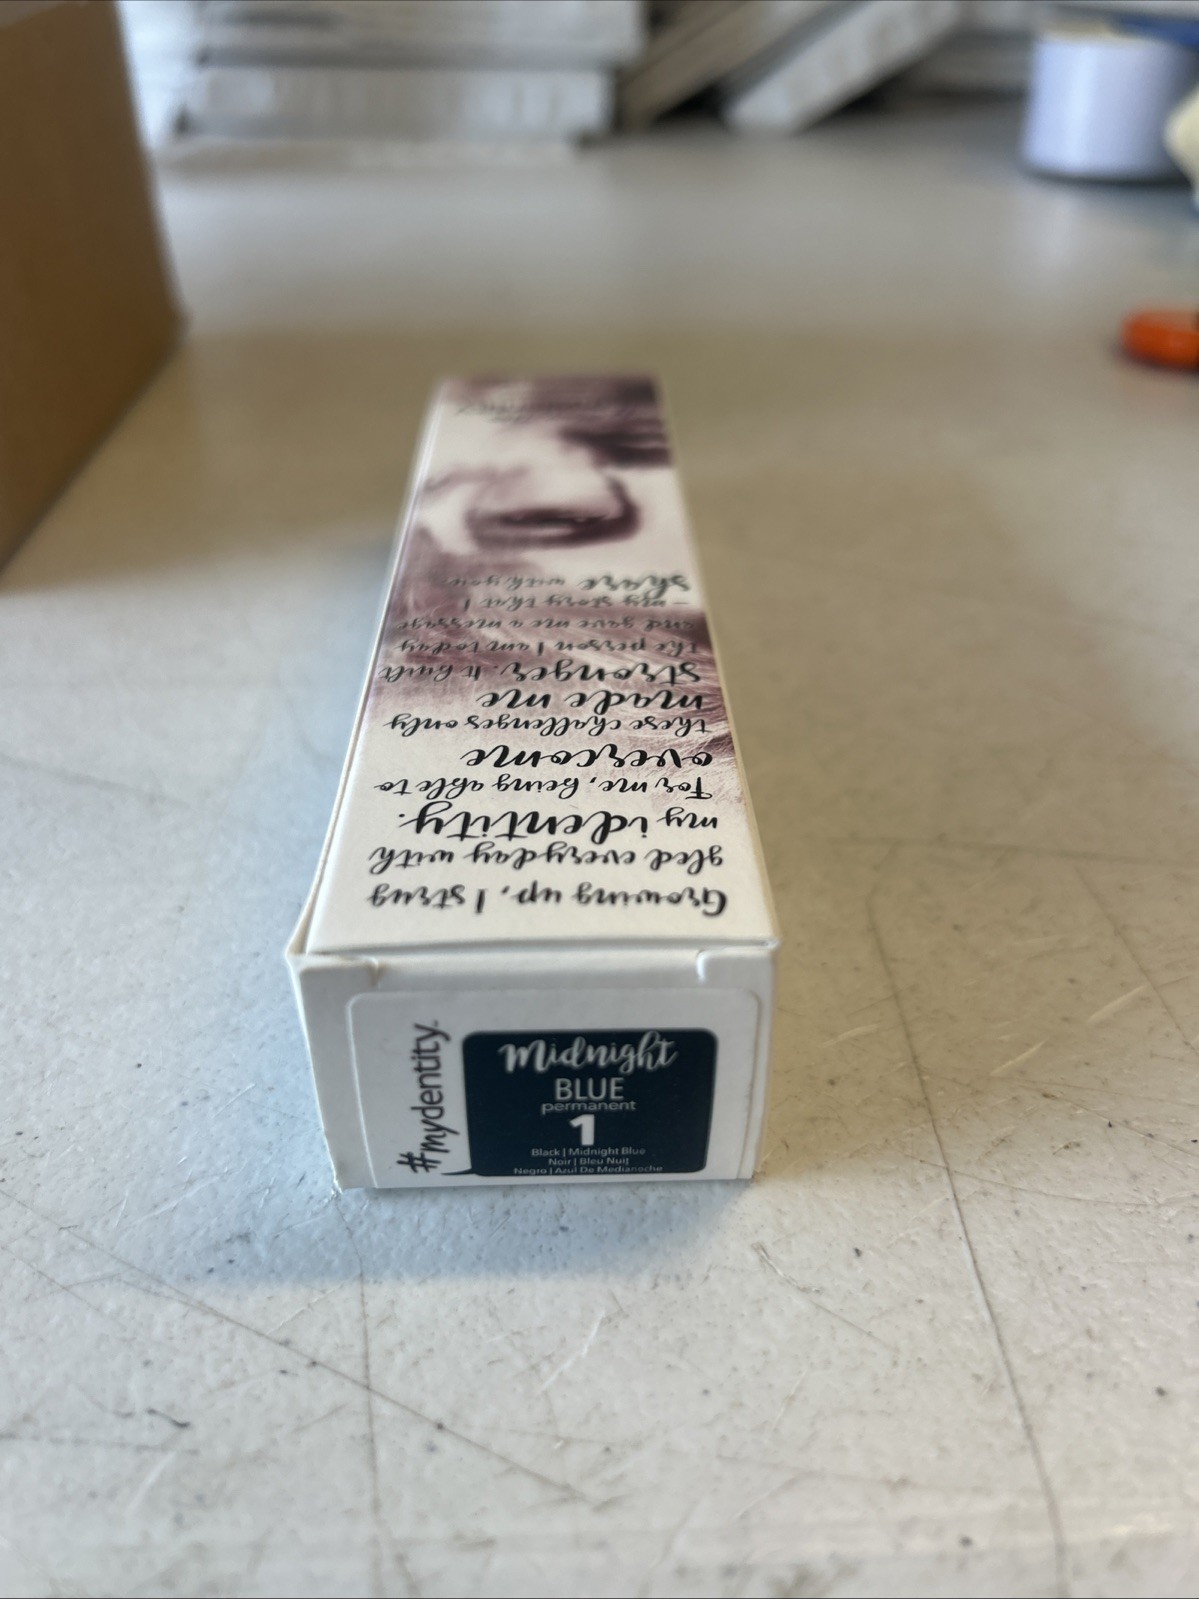 Growing up, I strug
gled everyday with
my identity.
For me, being able to
overcome
these challenges only
made me
stronger. It built
the person I am today
and gave me a message
– my story that I
share with you
#mydentity™
Midnight
BLUE
permanent
1
Black | Midnight Blue
Noir | Bleu Nuit
Negro | Azul De Medianoche